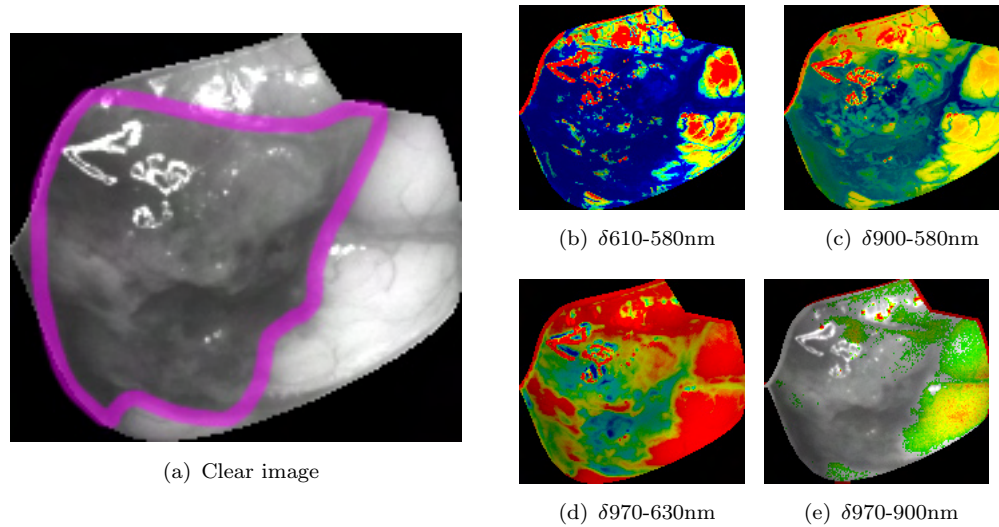 (b) δ610-580nm
(c) δ900-580nm
(a) Clear image
(d) δ970-630nm
(e) δ970-900nm